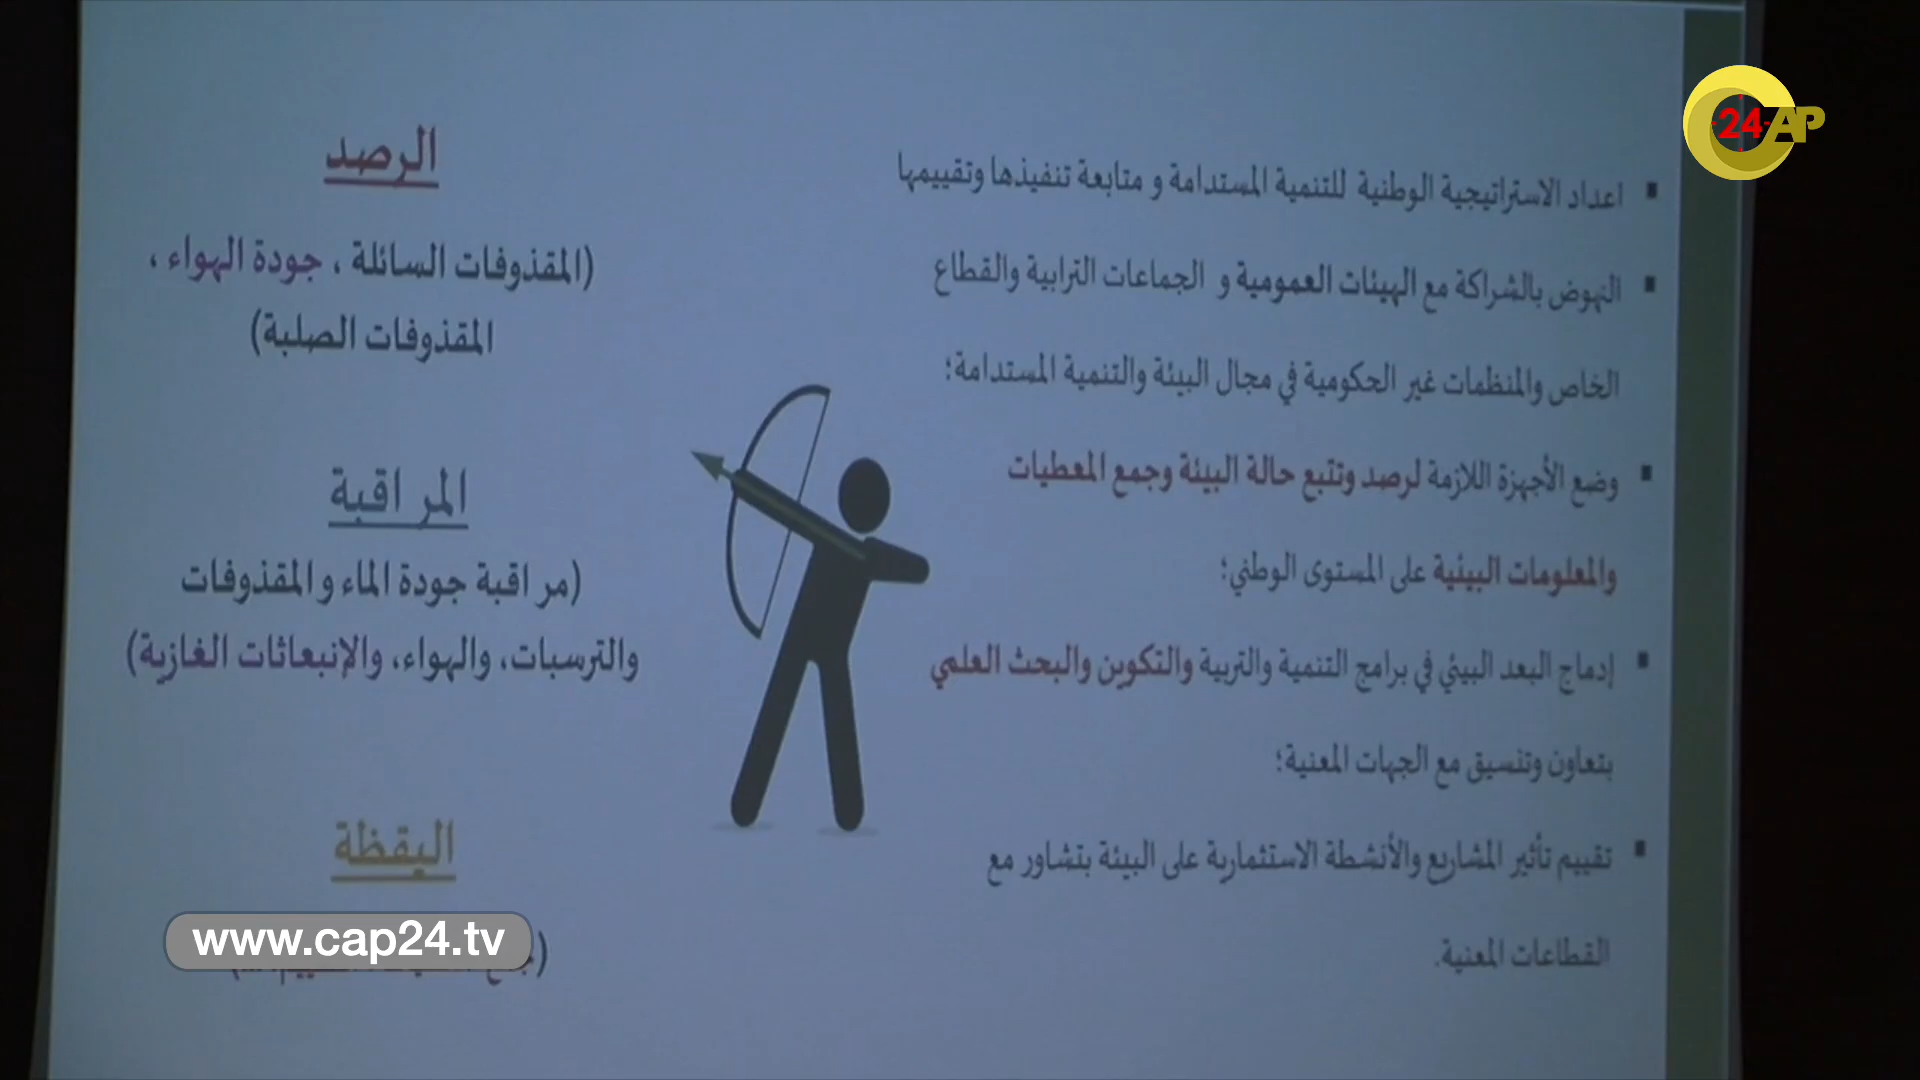 اعداد الاستراتيجية الوطنية للتنمية المستدامة و متابعة تنفيذها وتقييمها
النهوض بالشراكة مع الهيئات العمومية و الجماعات الترابية والقطاع
الخاص والمنظمات غير الحكومية في مجال البيئة والتنمية المستدامة؛
وضع الأجهزة اللازمة لرصد وتتبع حالة البيئة وجمع المعطيات
والمعلومات البيئية على المستوى الوطني؛
إدماج البعد البيئي في برامج التنمية والتربية والتكوين والبحث العلمي
بتعاون وتنسيق مع الجهات المعنية؛
تقييم تأثير المشاريع والأنشطة الاستثمارية على البيئة بتشاور مع
القطاعات المعنية.
الرصد
(المقذوفات السائلة ، جودة الهواء ،
المقذوفات الصلبة)
المراقبة
(مراقبة جودة الماء و المقذوفات
والترسبات، والهواء، والإنبعاثات الغازية)
اليقظة
www.cap24.tv
24 AP